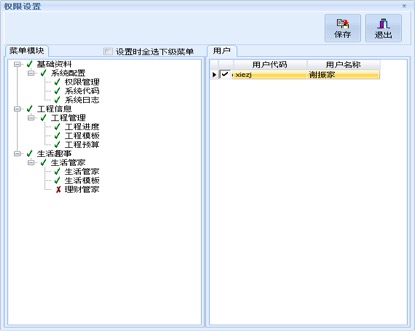 权限设置
保存 退出
菜单模块 设置时全选下级菜单
基础资料
系统配置
权限管理
系统代码
系统日志
工程信息
工程管理
工程进度
工程模板
工程预算
生活趣事
生活管家
生活管家
生活模板
理财管家
用户
用户代码 用户名称
xiezj 谢振家